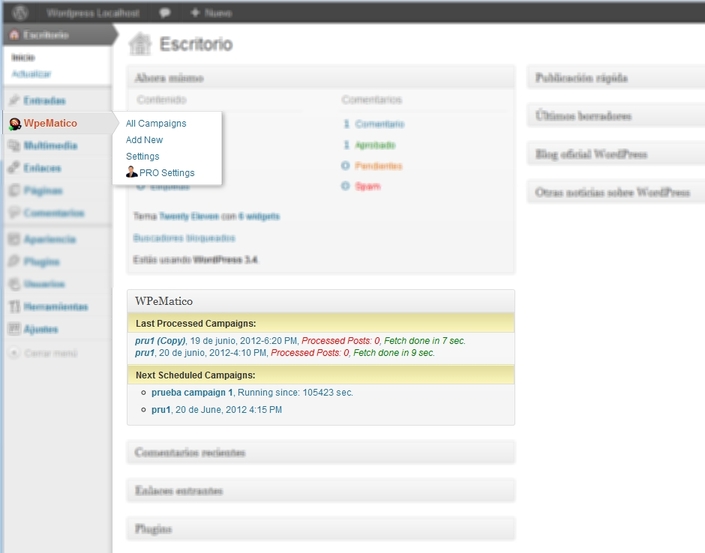 Wordpress Localhost
Nuevo
Escritorio
Inicio
Actualizar
Entradas
WpeMatico
Multimedia
Enlaces
Páginas
Comentarios
Apariencia
Plugins
Usuarios
Herramientas
Ajustes
Cerrar menú
All Campaigns
Add New
Settings
PRO Settings
Escritorio
Ahora mismo
Contenido
Comentarios
1 Comentario
1 Aprobado
0 Pendientes
0 Spam
0 Etiquetas
Tema Twenty Eleven con 6 widgets
Buscadores bloqueados
Estás usando WordPress 3.4.
WPeMatico
Last Processed Campaigns:
pru1 (Copy), 19 de junio, 2012-6:20 PM, Processed Posts: 0, Fetch done in 7 sec.
pru1, 20 de junio, 2012-4:10 PM, Processed Posts: 0, Fetch done in 9 sec.
Next Scheduled Campaigns:
prueba campaign 1, Running since: 105423 sec.
pru1, 20 de June, 2012 4:15 PM
Comentarios recientes
Enlaces entrantes
Plugins
Publicación rápida
Últimos borradores
Blog oficial WordPress
Otras noticias sobre WordPress